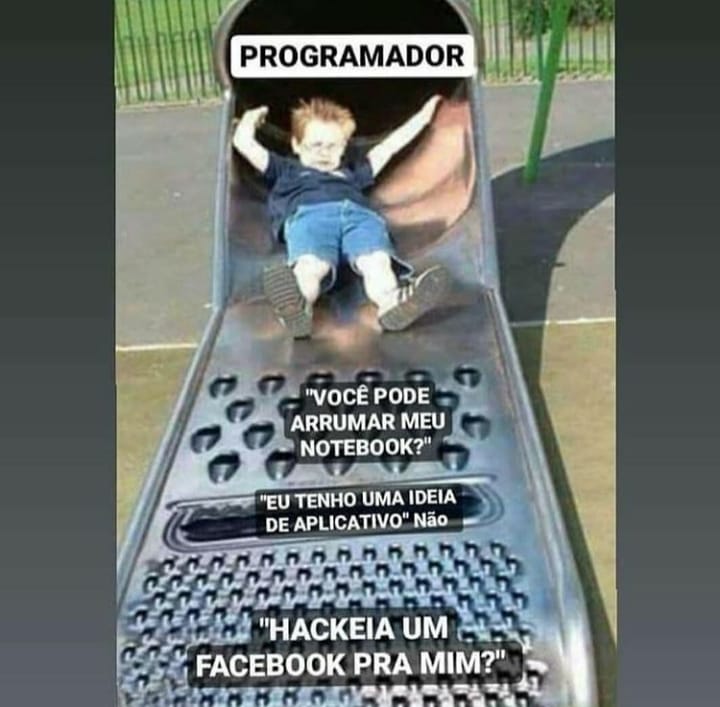 PROGRAMADOR
"VOCÊ PODE
ARRUMAR MEU
NOTEBOOK?"
"EU TENHO UMA IDEIA
DE APLICATIVO" Não
"HACKEIA UM
FACEBOOK PRA MIM?"